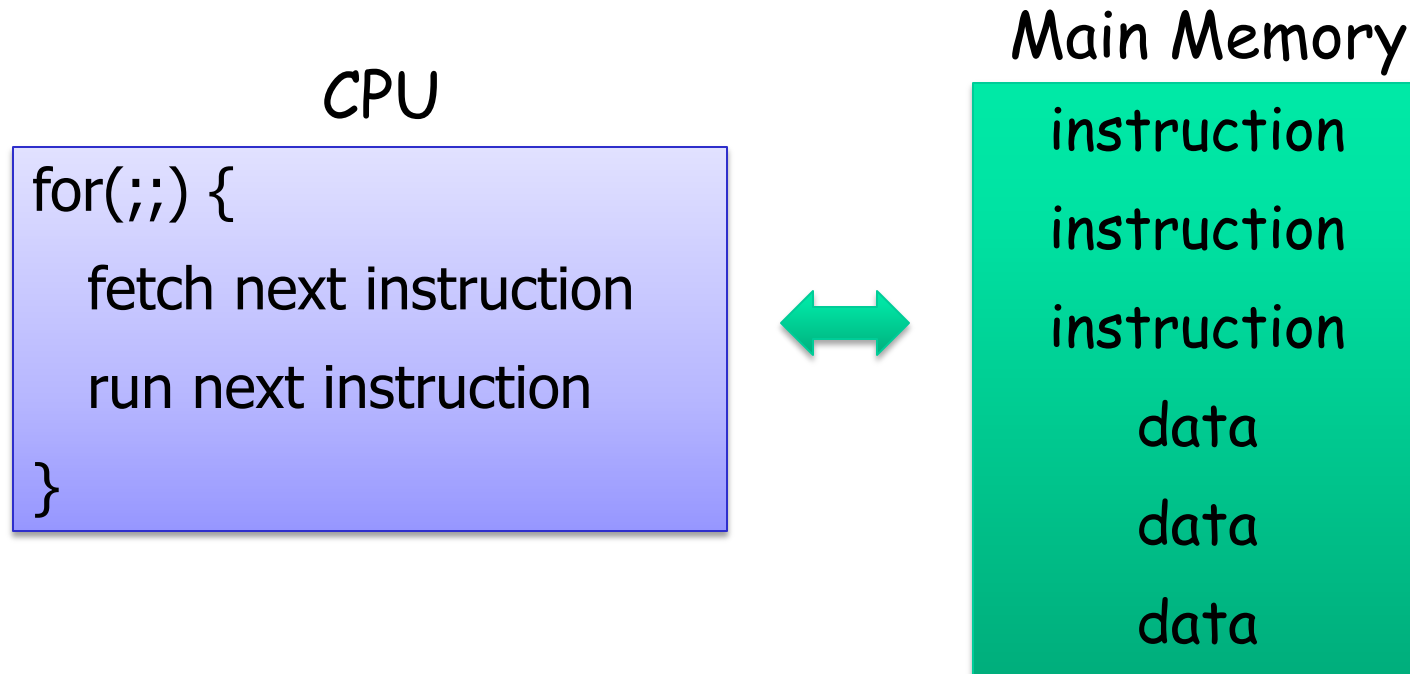 CPU
for(;;) {
fetch next instruction
run next instruction
}
Main Memory
instruction
instruction
instruction
data
data
data